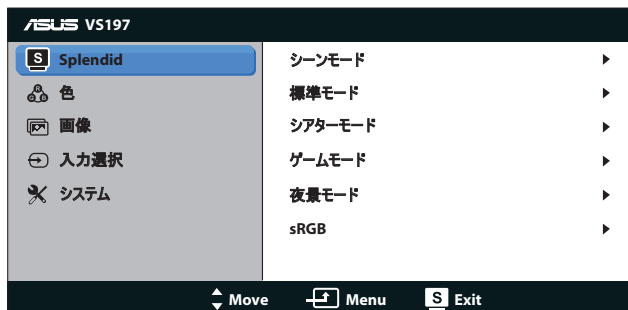 ASUS VS197
S Splendid
色
画像
入力選択
システム
シーンモード
標準モード
シアターモード
ゲームモード
夜景モード
sRGB
Move Menu S Exit